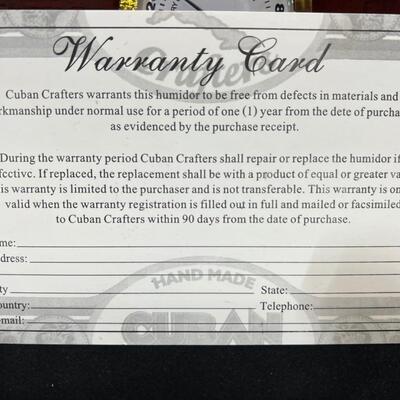 Warranty Card
Crafters
Cuban Crafters warrants this humidor to be free from defects in materials and
rkmanship under normal use for a period of one (1) year from the dete of purchas
as evidenced by the purchase receipt.
During the warranty period Cuban Crafters shall repair or replace the humidor if
efcctive. If replaced, the replacement shall be with a product of equal or greater va
is warranty is limited to the purchaser and is not transferable. This warranty is on
valid when the warranty registration is filled out in full and mailed or facsimiled
to Cuban Crafters within 90 days from the date of purchase.
me:
ddress:
HAND MADE
ty State:
ountry: Telephone:
mail:
CUBAN